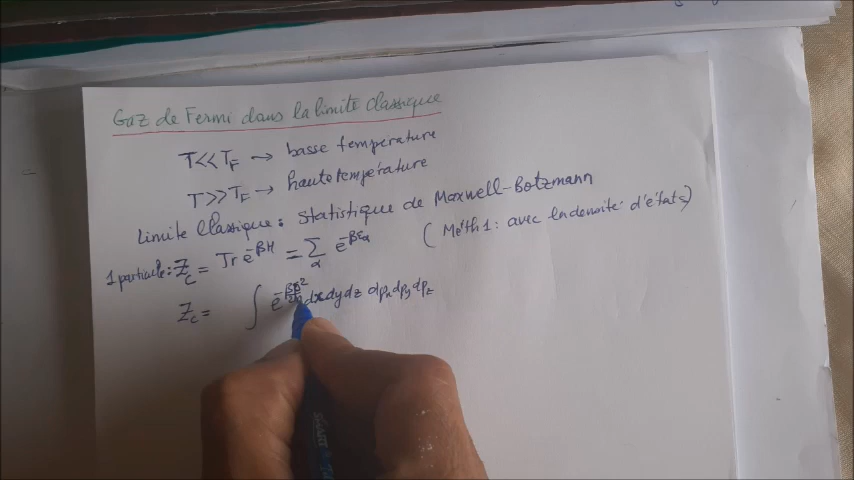 Gaz de Fermi dans la limite Classique
T<<T_F → basse température
T>>T_F → haute température
Limite Classique: Statistique de Maxwell-Botzmann
1 particule: Z_c = Tr e^{-βH} = Σ_α e^{-βε_α} (Méth 1: avec la densité d'états)
Z_c = ∫ e^{-βp²} dx dy dz dp_x dp_y dp_z